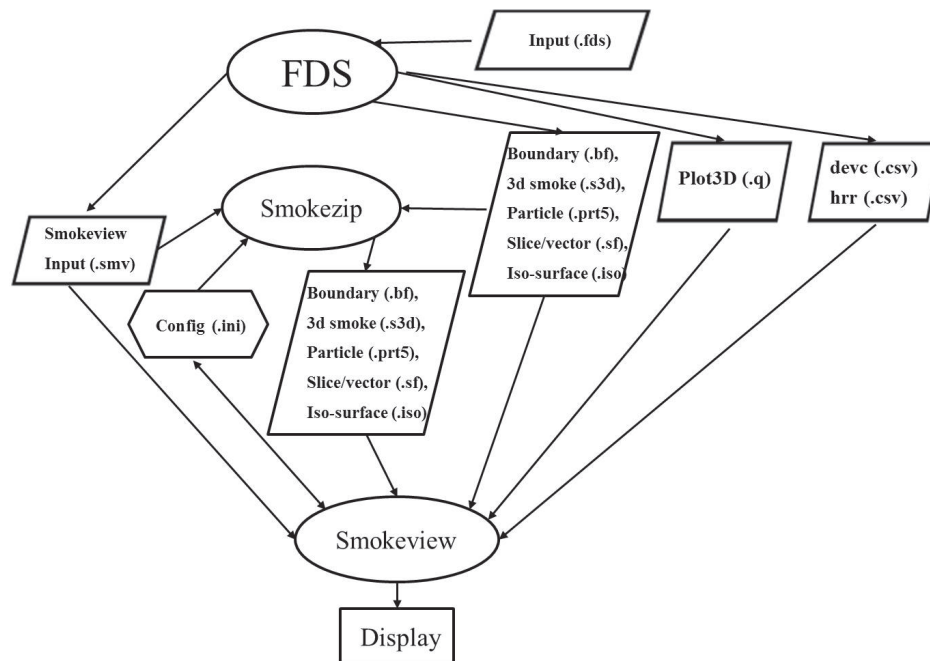 Input (.fds)
FDS
Boundary (.bf),
3d smoke (.s3d),
Particle (.prt5),
Slice/vector (.sf),
Iso-surface (.iso)
Plot3D (.q)
devc (.csv)
hrr (.csv)
Smokezip
Smokeview
Input (.smv)
Config (.ini)
Boundary (.bf),
3d smoke (.s3d),
Particle (.prt5),
Slice/vector (.sf),
Iso-surface (.iso)
Smokeview
Display